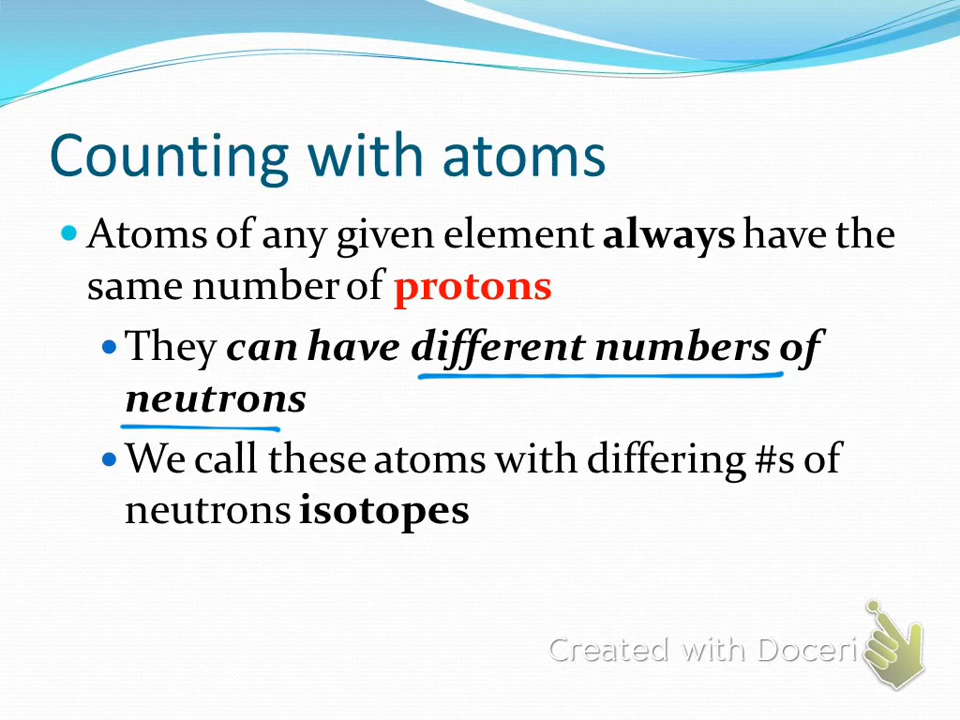 Counting with atoms
Atoms of any given element always have the
same number of protons
They can have different numbers of
neutrons
We call these atoms with differing #s of
neutrons isotopes
Created with Doceri